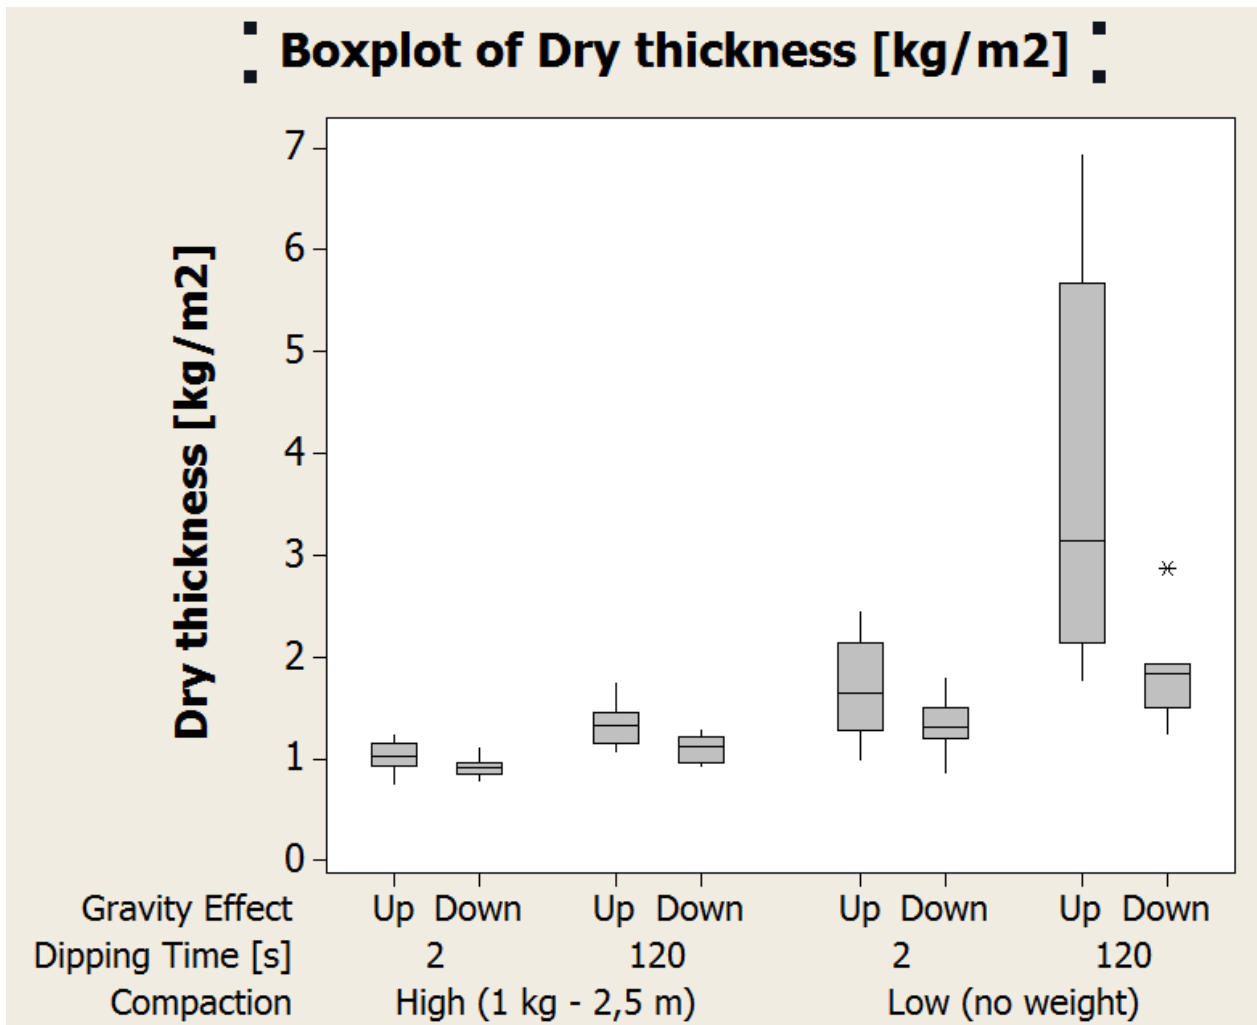 Boxplot of Dry thickness [kg/m2]
Dry thickness [kg/m2]
7
6
5
4
3
2
1
0
Gravity Effect Up Down Up Down Up Down Up Down
Dipping Time [s] 2 120 2 120
Compaction High (1 kg - 2,5 m) Low (no weight)